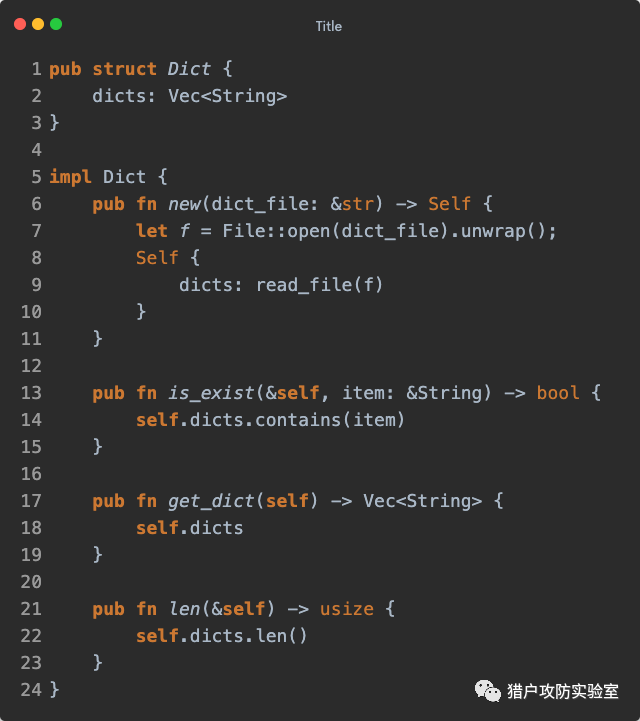 Title
1 pub struct Dict {
2     dicts: Vec<String>
3 }
4
5 impl Dict {
6     pub fn new(dict_file: &str) -> Self {
7         let f = File::open(dict_file).unwrap();
8         Self {
9             dicts: read_file(f)
10         }
11     }
12
13     pub fn is_exist(&self, item: &String) -> bool {
14         self.dicts.contains(item)
15     }
16
17     pub fn get_dict(self) -> Vec<String> {
18         self.dicts
19     }
20
21     pub fn len(&self) -> usize {
22         self.dicts.len()
23     }
24 }
猎户攻防实验室